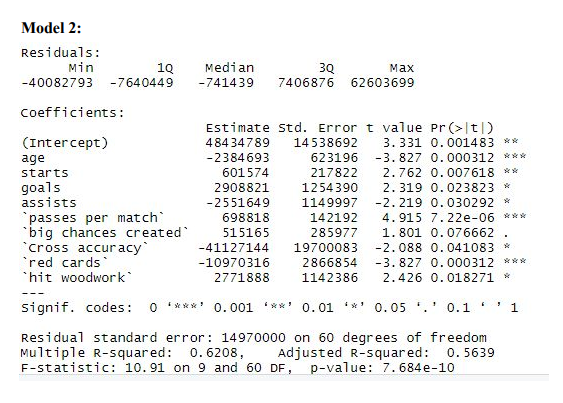 Model 2:
Residuals:
Min 1Q Median 3Q Max
-40082793 -7640449 -741439 7406876 62603699
Coefficients:
Estimate Std. Error t value Pr(>|t|)
(Intercept) 48434789 14538692 3.331 0.001483 **
age -2384693 623196 -3.827 0.000312 ***
starts 601574 217822 2.762 0.007618 **
goals 2908821 1254390 2.319 0.023823 *
assists -2551649 1149997 -2.219 0.030292 *
`passes per match` 698818 142192 4.915 7.22e-06 ***
`big chances created` 515165 285977 1.801 0.076662 .
`Cross accuracy` -41127144 19700083 -2.088 0.041083 *
`red cards` -10970316 2866854 -3.827 0.000312 ***
`hit woodwork` 2771888 1142386 2.426 0.018271 *
---
Signif. codes: 0 ‘***’ 0.001 ‘**’ 0.01 ‘*’ 0.05 ‘.’ 0.1 ‘ ’ 1
Residual standard error: 14970000 on 60 degrees of freedom
Multiple R-squared: 0.6208, Adjusted R-squared: 0.5639
F-statistic: 10.91 on 9 and 60 DF, p-value: 7.684e-10